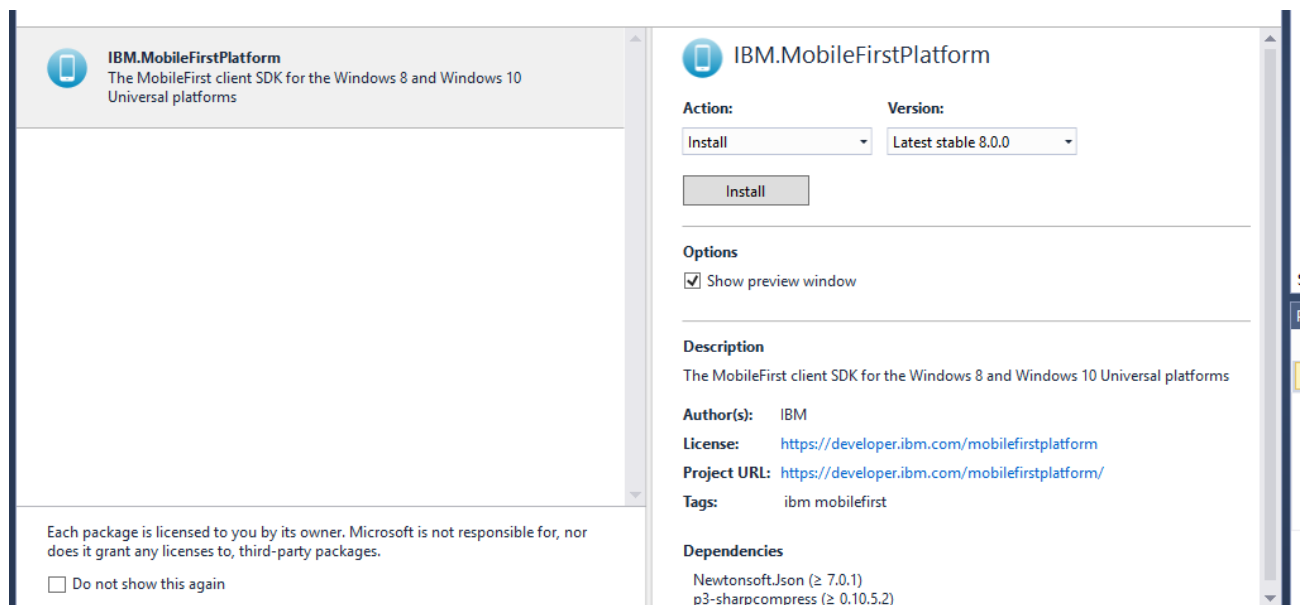 IBM.MobileFirstPlatform
The MobileFirst client SDK for the Windows 8 and Windows 10
Universal platforms
Each package is licensed to you by its owner. Microsoft is not responsible for, nor
does it grant any licenses to, third-party packages.
Do not show this again
IBM.MobileFirstPlatform
Action: Version:
Install Latest stable 8.0.0
Install
Options
Show preview window
Description
The MobileFirst client SDK for the Windows 8 and Windows 10 Universal platforms
Author(s): IBM
License: https://developer.ibm.com/mobilefirstplatform
Project URL: https://developer.ibm.com/mobilefirstplatform/
Tags: ibm mobilefirst
Dependencies
Newtonsoft.Json (≥ 7.0.1)
p3-sharpcompress (≥ 0.10.5.2)